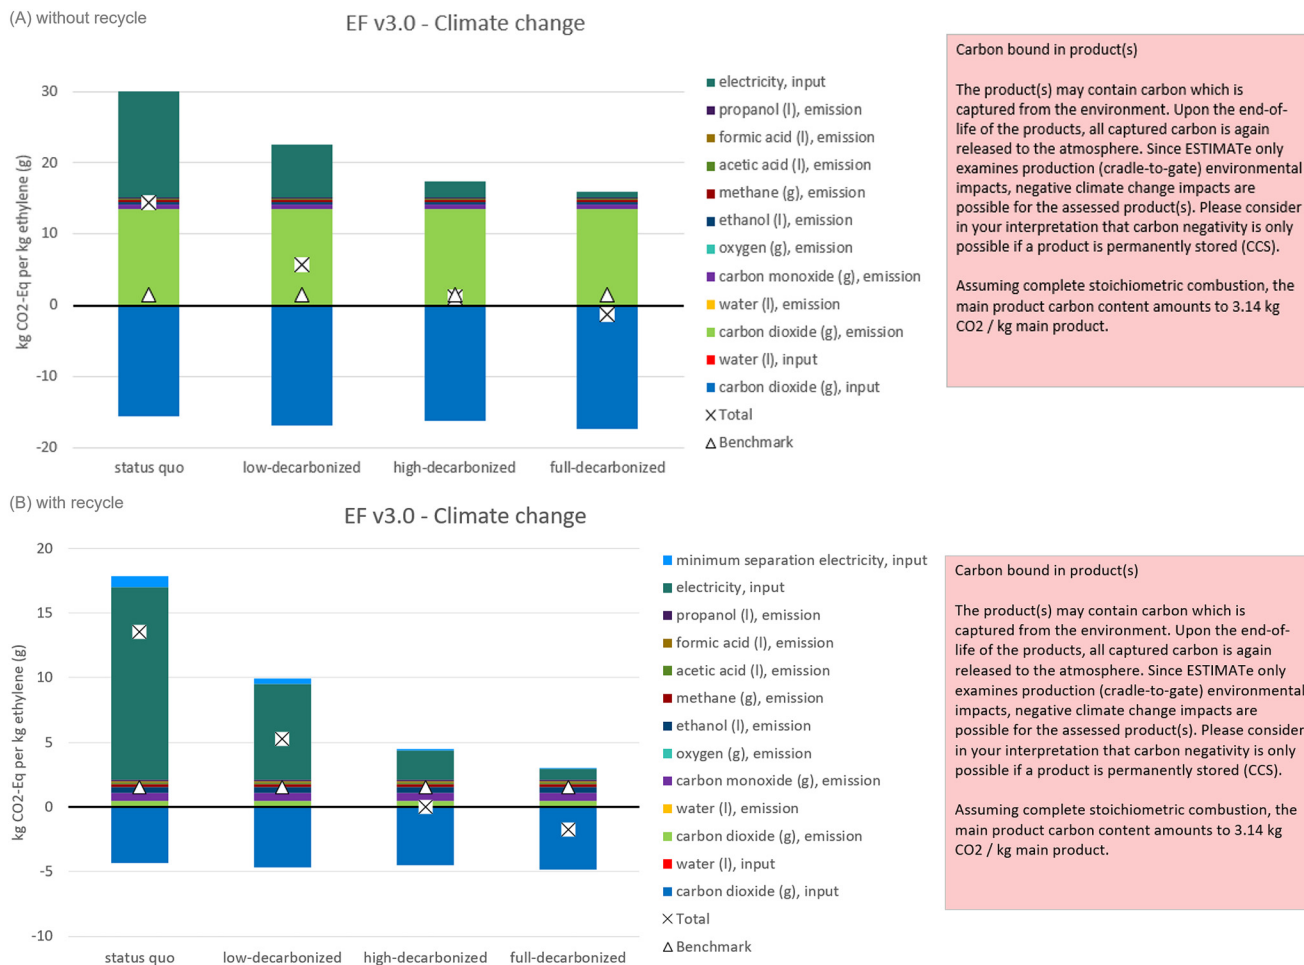 (A) without recycle
EF v3.0 - Climate change
kg CO2-Eq per kg ethylene (g)
30
20
10
0
-10
-20
status quo
low-decarbonized
high-decarbonized
full-decarbonized
electricity, input
propanol (l), emission
formic acid (l), emission
acetic acid (l), emission
methane (g), emission
ethanol (l), emission
oxygen (g), emission
carbon monoxide (g), emission
water (l), emission
carbon dioxide (g), emission
water (l), input
carbon dioxide (g), input
Total
Benchmark
Carbon bound in product(s)
The product(s) may contain carbon which is
captured from the environment. Upon the end-of-
life of the products, all captured carbon is again
released to the atmosphere. Since ESTIMATe only
examines production (cradle-to-gate) environmental
impacts, negative climate change impacts are
possible for the assessed product(s). Please consider
in your interpretation that carbon negativity is only
possible if a product is permanently stored (CCS).
Assuming complete stoichiometric combustion, the
main product carbon content amounts to 3.14 kg
CO2 / kg main product.
(B) with recycle
EF v3.0 - Climate change
kg CO2-Eq per kg ethylene (g)
20
15
10
5
0
-5
-10
status quo
low-decarbonized
high-decarbonized
full-decarbonized
minimum separation electricity, input
electricity, input
propanol (l), emission
formic acid (l), emission
acetic acid (l), emission
methane (g), emission
ethanol (l), emission
oxygen (g), emission
carbon monoxide (g), emission
water (l), emission
carbon dioxide (g), emission
water (l), input
carbon dioxide (g), input
Total
Benchmark
Carbon bound in product(s)
The product(s) may contain carbon which is
captured from the environment. Upon the end-of-
life of the products, all captured carbon is again
released to the atmosphere. Since ESTIMATe only
examines production (cradle-to-gate) environmental
impacts, negative climate change impacts are
possible for the assessed product(s). Please consider
in your interpretation that carbon negativity is only
possible if a product is permanently stored (CCS).
Assuming complete stoichiometric combustion, the
main product carbon content amounts to 3.14 kg
CO2 / kg main product.